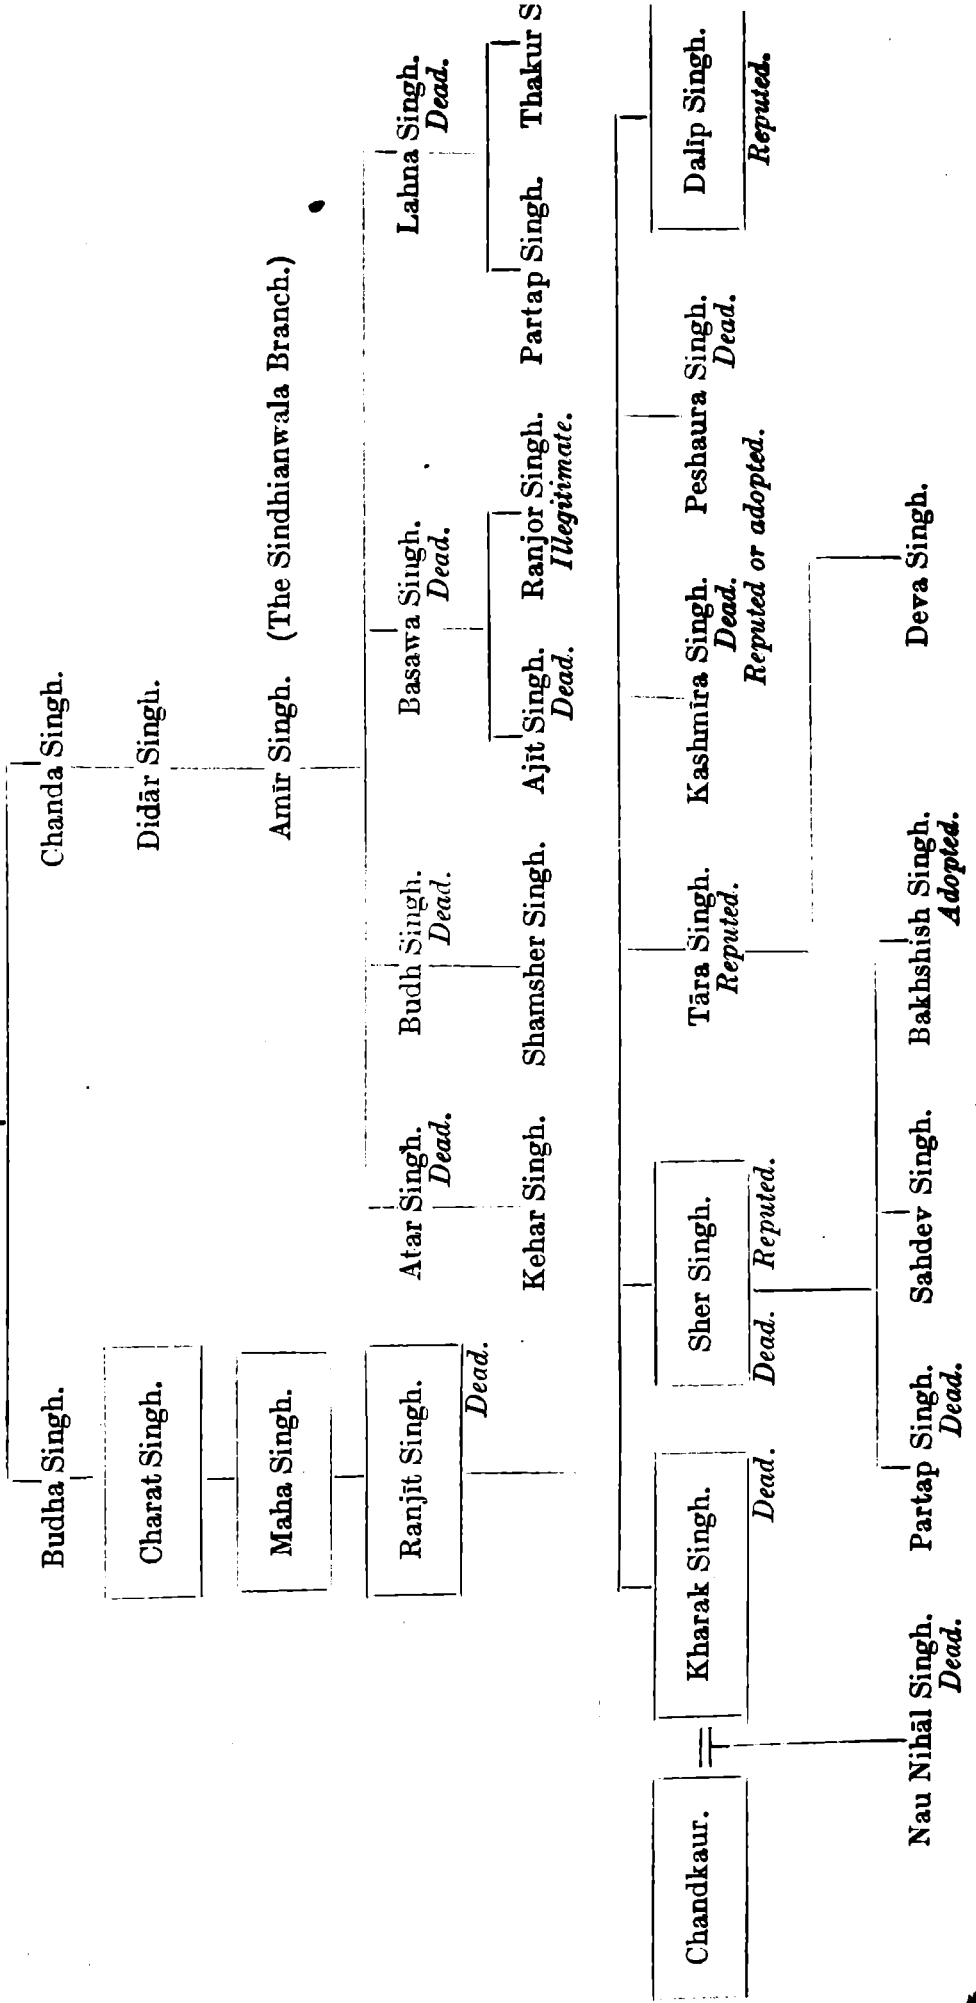 Budha Singh.
Chanda Singh.
Charat Singh.
Didār Singh.
Maha Singh.
Amīr Singh. (The Sindhianwala Branch.)
Ranjit Singh.
Dead.
Atar Singh.
Dead.
Budh Singh.
Dead.
Basawa Singh.
Dead.
Lahna Singh.
Dead.
Kehar Singh.
Shamsher Singh.
Ajīt Singh.
Dead.
Ranjor Singh.
Illegitimate.
Partap Singh.
Thakur S
Chandkaur.
Kharak Singh.
Dead.
Sher Singh.
Dead. Reputed.
Tāra Singh.
Reputed.
Kashmīra Singh.
Dead.
Peshaura Singh.
Dead.
Reputed or adopted.
Dalīp Singh.
Reputed.
Nau Nihāl Singh.
Dead.
Partap Singh.
Dead.
Sahdev Singh.
Bakhshish Singh.
Adopted.
Deva Singh.